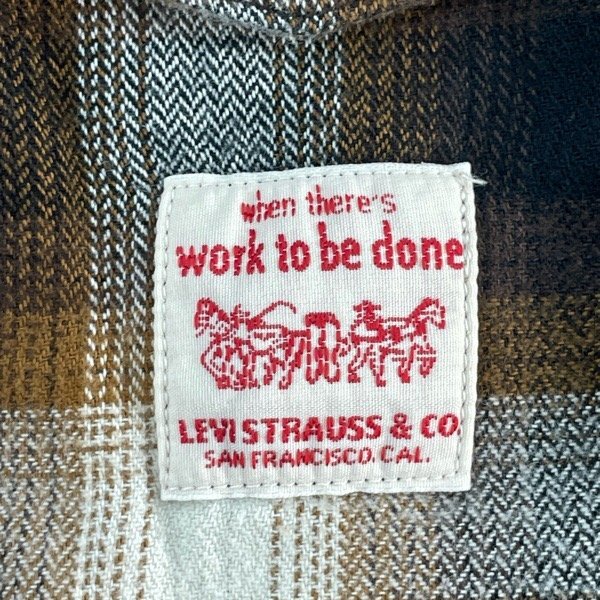 when there's
work to be done
LEVI STRAUSS & CO.
SAN FRANCISCO. CAL.